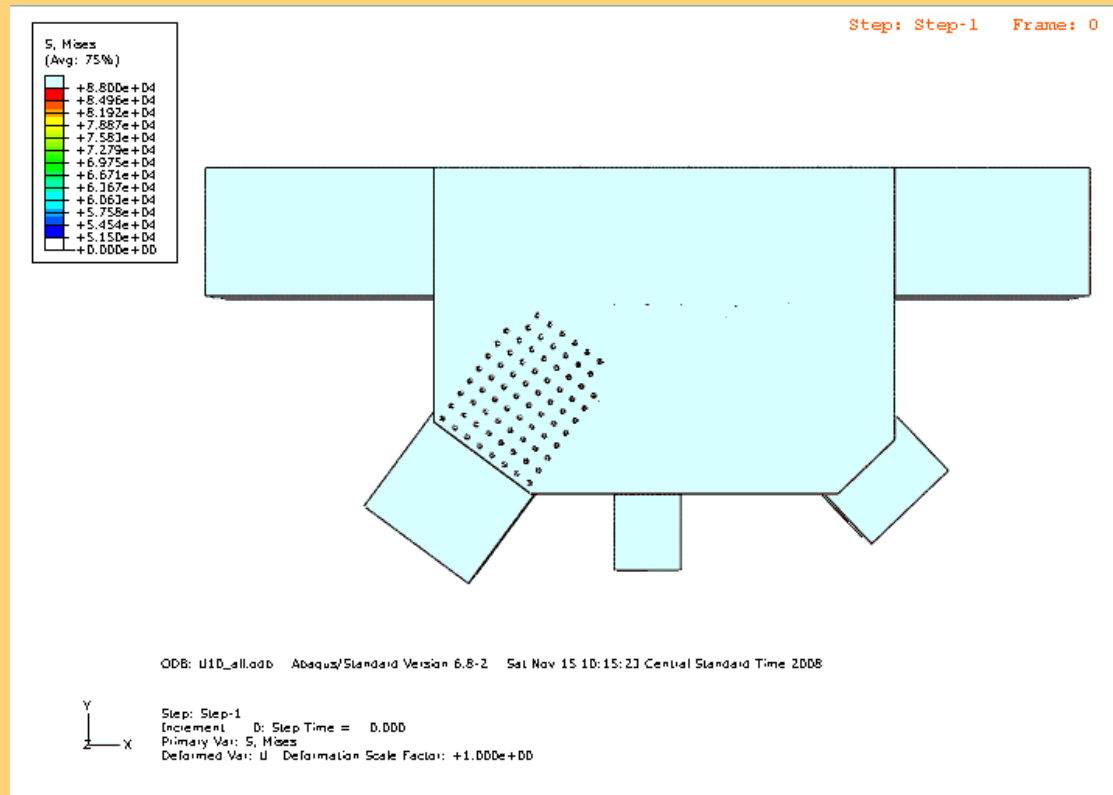 Step: Step-1 Frame: 0
S, Mises
(Avg: 75%)
+8.800e+04
+8.496e+04
+8.192e+04
+7.887e+04
+7.583e+04
+7.279e+04
+6.975e+04
+6.671e+04
+6.367e+04
+6.063e+04
+5.758e+04
+5.454e+04
+5.150e+04
+0.000e+00
ODB: U10_all.odb Abaqus/Standard Version 6.8-2 Sat Nov 15 10:15:23 Central Standard Time 2008
Y
Z X
Step: Step-1
Increment 0: Step Time = 0.000
Primary Var: S, Mises
Deformed Var: U Deformation Scale Factor: +1.000e+00